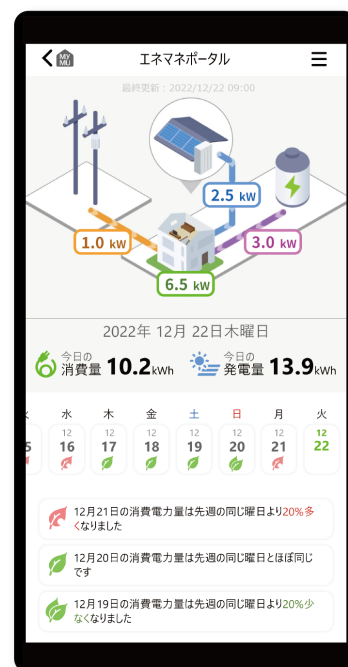 MY
MU
エネマネポータル
最終更新：2022/12/22 09:00
2.5 kW
1.0 kW
3.0 kW
6.5 kW
2022年 12月 22日木曜日
今日の
消費量 10.2kWh
今日の
発電量 13.9kWh
水 木 金 土 日 月 火
12 12 12 12 12 12 12
5 16 17 18 19 20 21 22
12月21日の消費電力量は先週の同じ曜日より20%多
くなりました
12月20日の消費電力量は先週の同じ曜日とほぼ同じ
です
12月19日の消費電力量は先週の同じ曜日より20%少
なくなりました